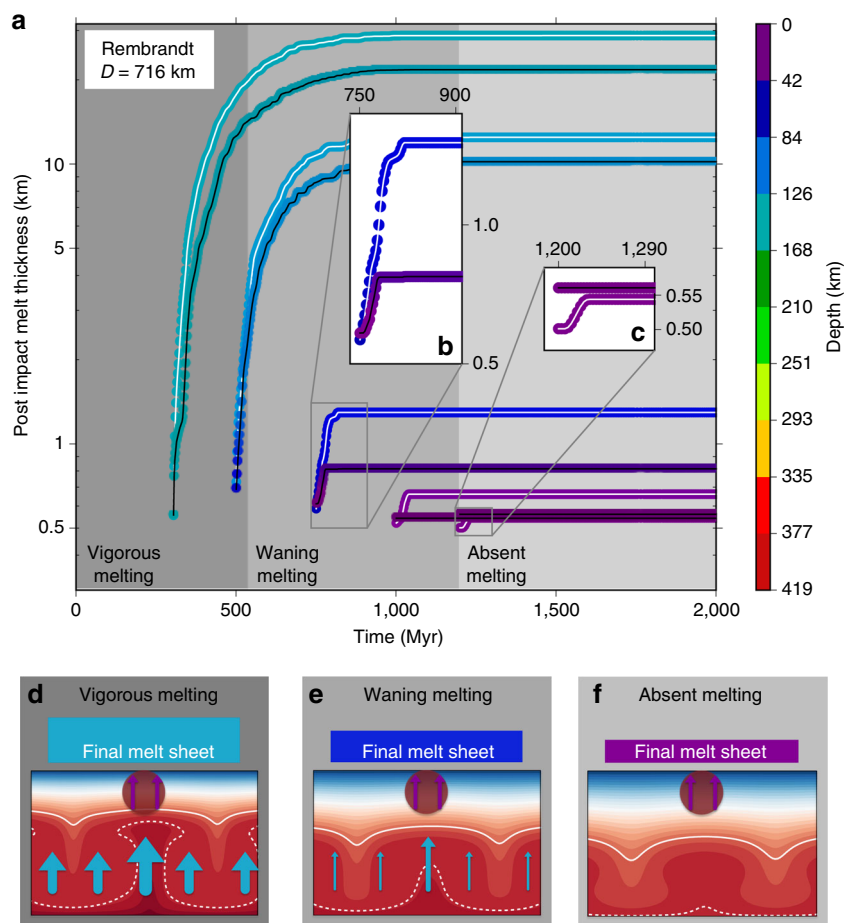 a
Rembrandt
D = 716 km
Post impact melt thickness (km)
10
5
1
0.5
750
900
1.0
0.5
b
1,200
1,290
0.55
0.50
c
Vigorous
melting
Waning
melting
Absent
melting
0
500
1,000
1,500
2,000
Time (Myr)
0
42
84
126
168
210
251
293
335
377
419
Depth (km)
d
Vigorous melting
Final melt sheet
e
Waning melting
Final melt sheet
f
Absent melting
Final melt sheet